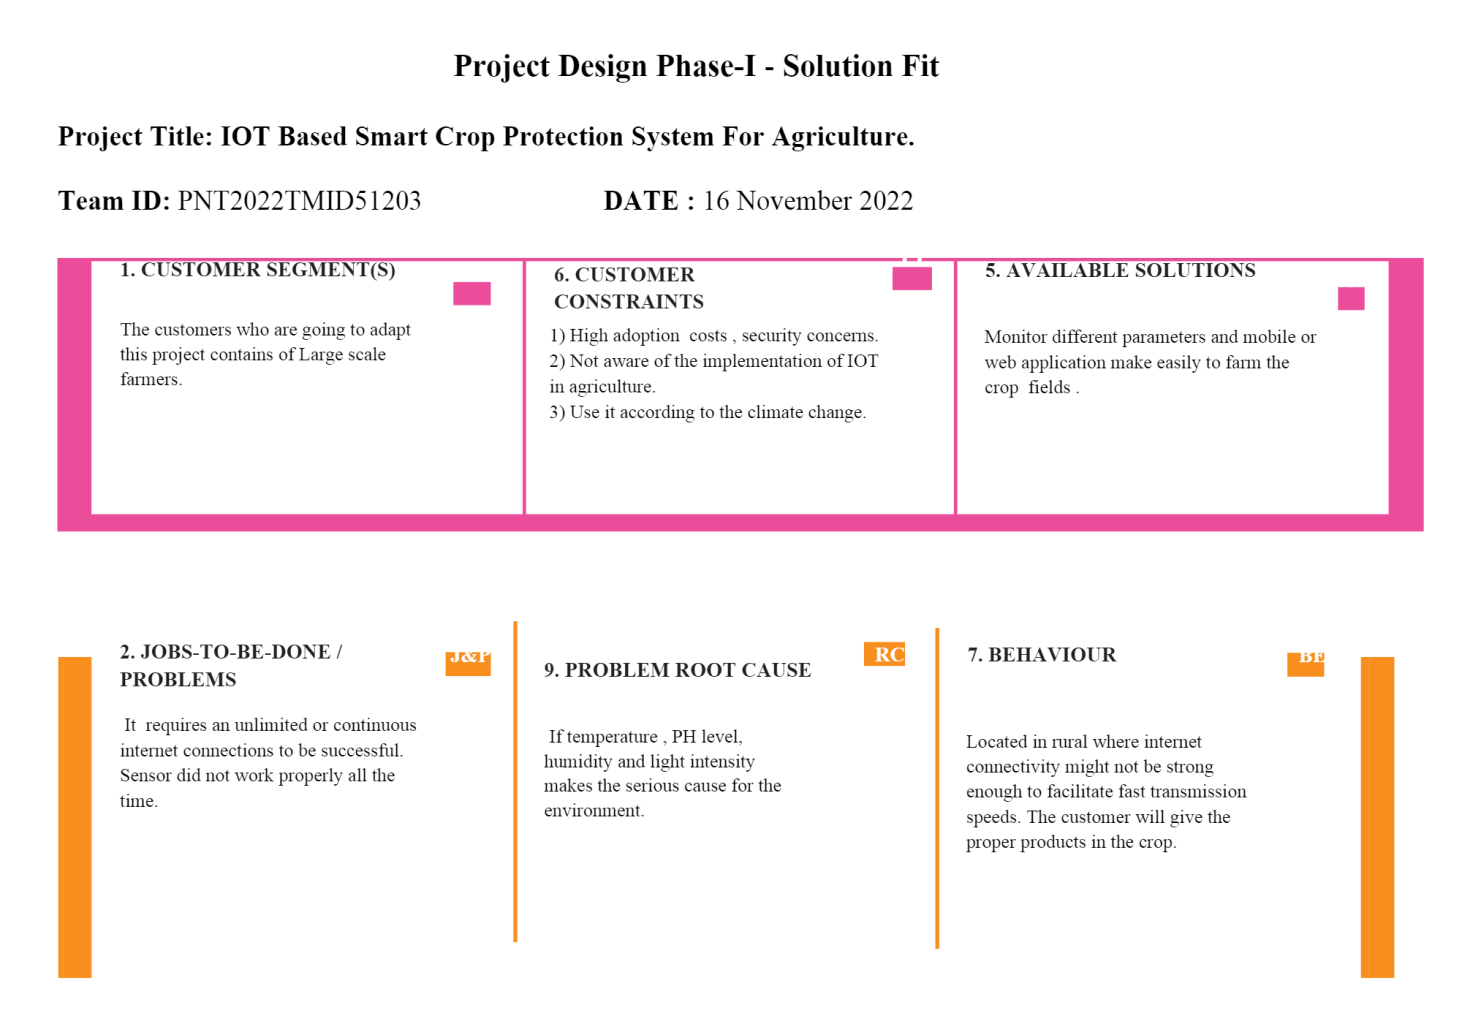 Project Design Phase-I - Solution Fit
Project Title: IOT Based Smart Crop Protection System For Agriculture.
Team ID: PNT2022TMID51203 DATE : 16 November 2022
1. CUSTOMER SEGMENT(S)
The customers who are going to adapt
this project contains of Large scale
farmers.
6. CUSTOMER
CONSTRAINTS
1) High adoption costs , security concerns.
2) Not aware of the implementation of IOT
in agriculture.
3) Use it according to the climate change.
5. AVAILABLE SOLUTIONS
Monitor different parameters and mobile or
web application make easily to farm the
crop fields .
2. JOBS-TO-BE-DONE /
PROBLEMS
J&P
It requires an unlimited or continuous
internet connections to be successful.
Sensor did not work properly all the
time.
9. PROBLEM ROOT CAUSE
RC
If temperature , PH level,
humidity and light intensity
makes the serious cause for the
environment.
7. BEHAVIOUR
BE
Located in rural where internet
connectivity might not be strong
enough to facilitate fast transmission
speeds. The customer will give the
proper products in the crop.